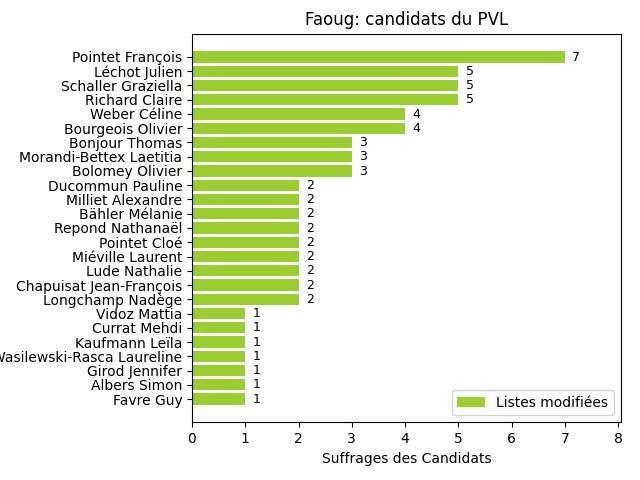 Faoug: candidats du PVL
Pointet François 7
Léchot Julien 5
Schaller Graziella 5
Richard Claire 5
Weber Céline 4
Bourgeois Olivier 4
Bonjour Thomas 3
Morandi-Bettex Laetitia 3
Bolomey Olivier 3
Ducommun Pauline 2
Milliet Alexandre 2
Bähler Mélanie 2
Repond Nathanaël 2
Pointet Cloé 2
Miéville Laurent 2
Lude Nathalie 2
Chapuisat Jean-François 2
Longchamp Nadège 2
Vidoz Mattia 1
Currat Mehdi 1
Kaufmann Leïla 1
Wasilewski-Rasca Laureline 1
Girod Jennifer 1
Albers Simon 1
Favre Guy 1
Listes modifiées
0 1 2 3 4 5 6 7 8
Suffrages des Candidats